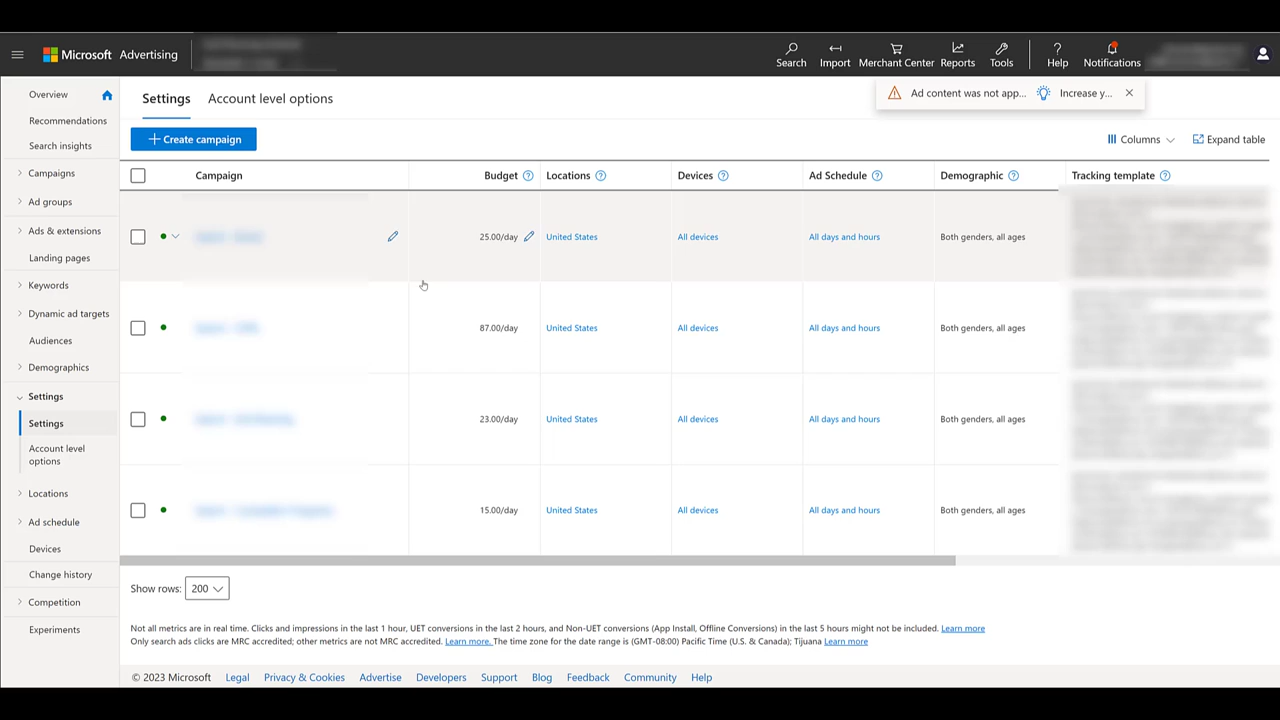 Microsoft Advertising
Search
Import
Merchant Center
Reports
Tools
Help
Notifications
Ad content was not app...
Increase y...
Overview
Recommendations
Search insights
Campaigns
Ad groups
Ads & extensions
Landing pages
Keywords
Dynamic ad targets
Audiences
Demographics
Settings
Settings
Account level
options
Locations
Ad schedule
Devices
Change history
Competition
Experiments
Settings
Account level options
Create campaign
Columns
Expand table
Campaign Budget Locations Devices Ad Schedule Demographic Tracking template
25.00/day United States All devices All days and hours Both genders, all ages
87.00/day United States All devices All days and hours Both genders, all ages
23.00/day United States All devices All days and hours Both genders, all ages
15.00/day United States All devices All days and hours Both genders, all ages
Show rows: 200
Not all metrics are in real time. Clicks and impressions in the last 1 hour, UET conversions in the last 2 hours, and Non-UET conversions (App Install, Offline Conversions) in the last 5 hours might not be included. Learn more
Only search ads clicks are MRC accredited; other metrics are not MRC accredited. Learn more. The time zone for the date range is (GMT-08:00) Pacific Time (U.S. & Canada); Tijuana Learn more
© 2023 Microsoft Legal Privacy & Cookies Advertise Developers Support Blog Feedback Community Help